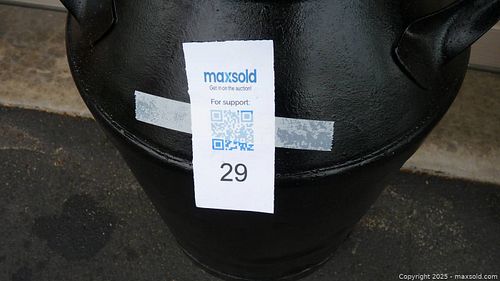 maxsold
Get in on the auction!
For support:
29
Copyright 2025 - maxsold.com